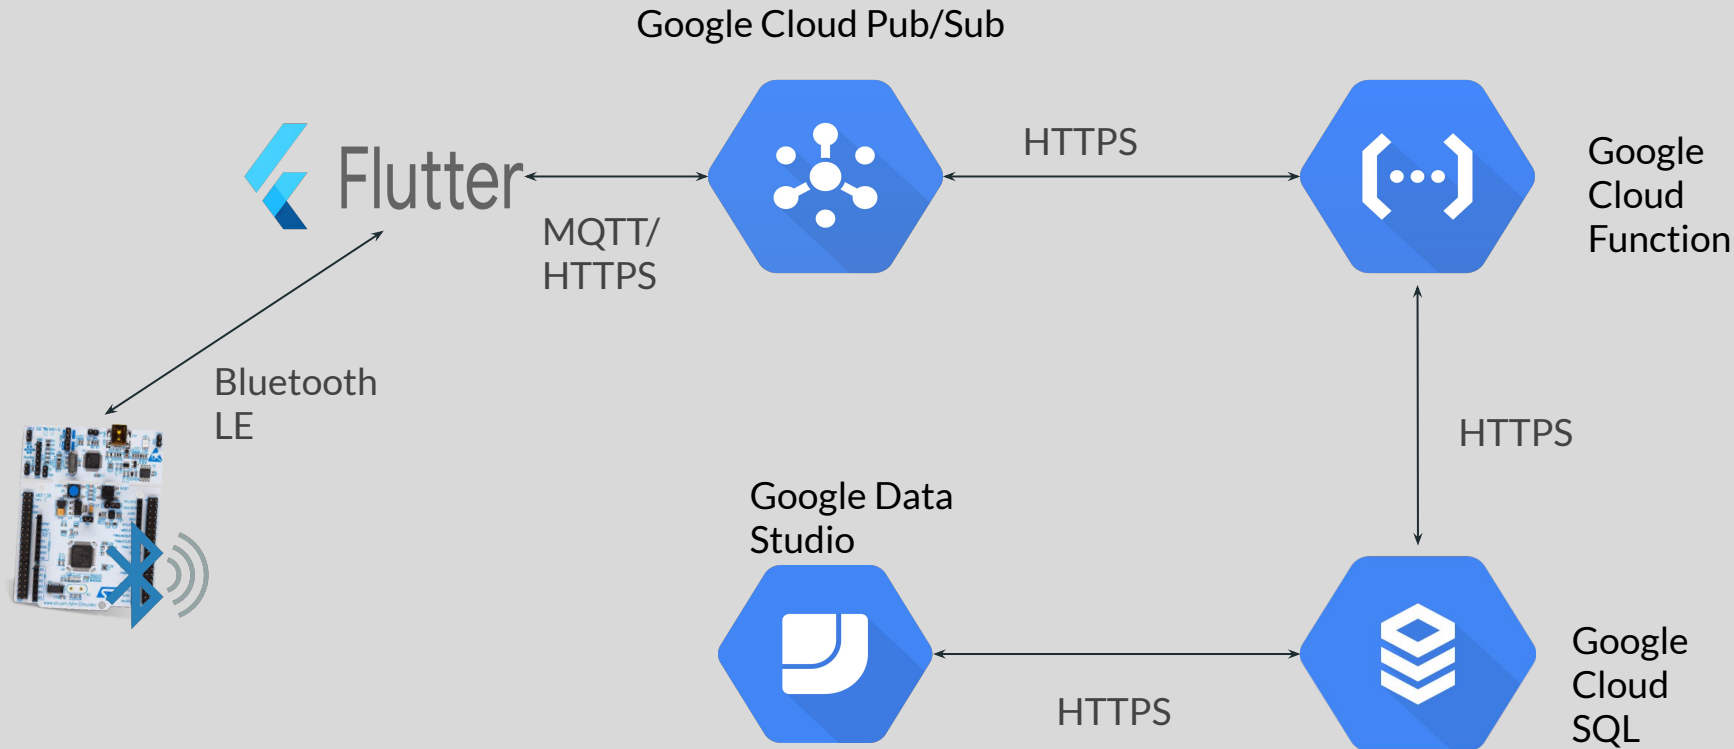 Google Cloud Pub/Sub
Flutter
MQTT/
HTTPS
HTTPS
Google
Cloud
Function
Bluetooth
LE
HTTPS
Google Data
Studio
HTTPS
Google
Cloud
SQL